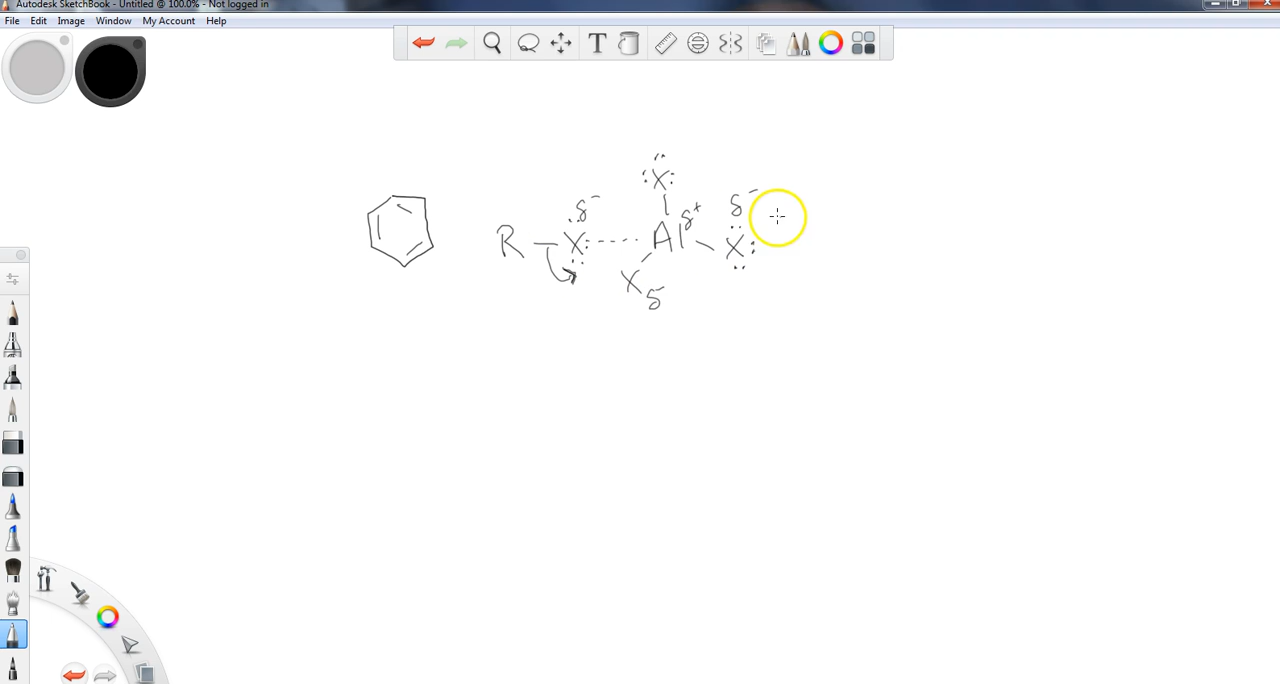 Autodesk SketchBook - Untitled @ 100.0% - Not logged in
File Edit Image Window My Account Help
T
X
δ⁻ δ⁺ δ⁻
R X Al X
X δ⁻